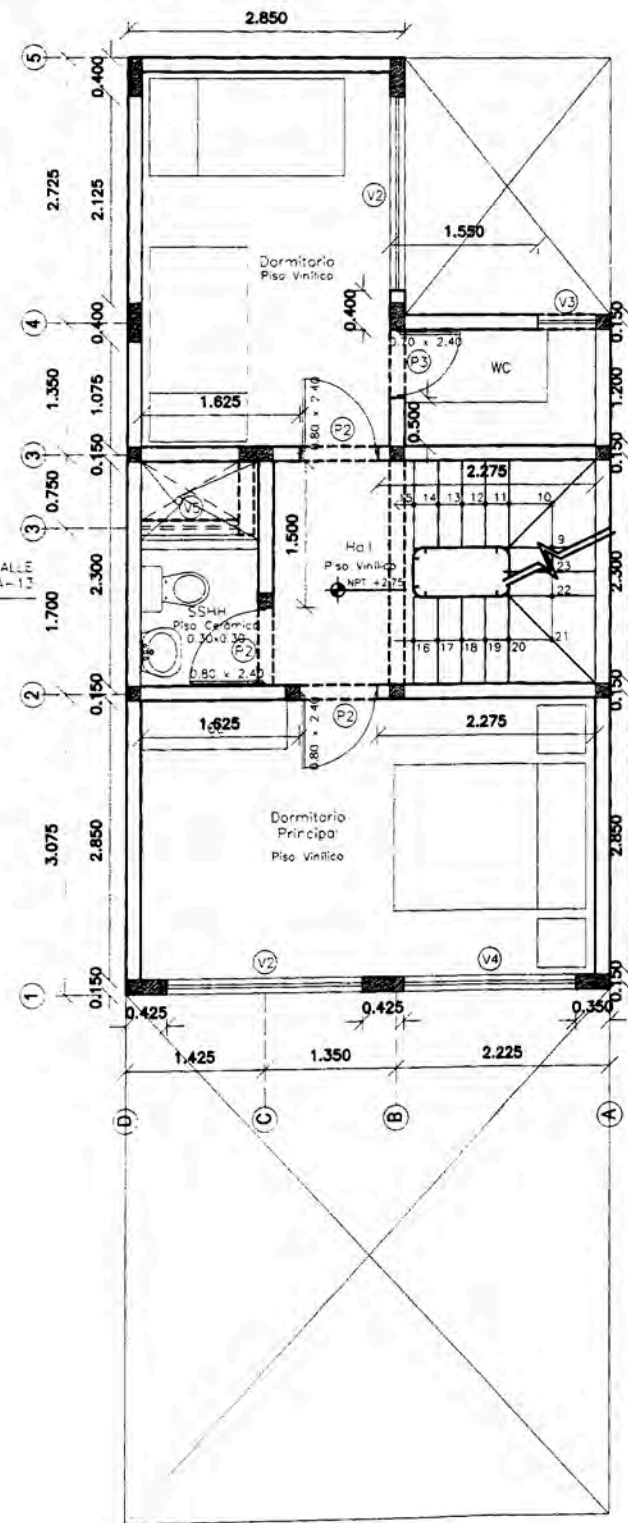 2.850
5
0.400
2.725
2.125
V2
1.550
Dormitorio
Piso Vinílico
0.400
4
0.400
V3
0.150
0.70 x 2.40
P3
WC
1.350
1.075
1.200
1.625
0.80 x 2.40
P2
0.500
3
0.150
0.150
2.275
0.750
V5
15
14
13
12
11
10
3
1.500
Hal
Piso Vinílico
NPT +2.75
9
23
22
2.300
2.300
ALLE
A-13
1.700
SSHH
Piso Cerámico
0.30x0.30
P2
0.80 x 2.40
16
17
18
19
20
21
2
0.150
0.150
1.625
0.80 x 2.40
P2
2.275
Dormitorio
Principal
Piso Vinílico
3.075
2.850
2.850
V2
V4
1
0.150
0.150
0.425
0.425
0.350
1.425
1.350
2.225
D
C
B
A